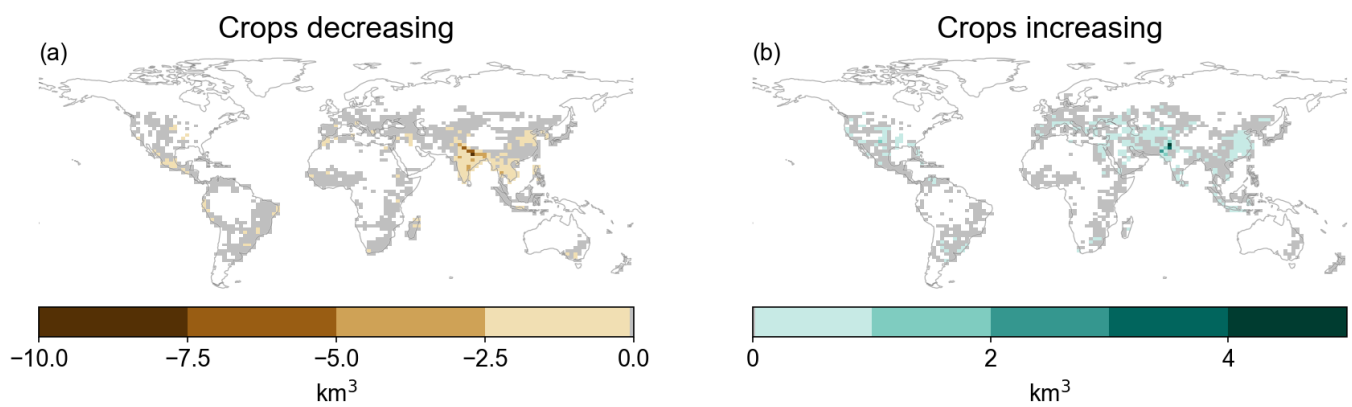 Crops decreasing
Crops increasing
(a)
(b)
−10.0 −7.5 −5.0 −2.5 0.0
0 2 4
km³
km³